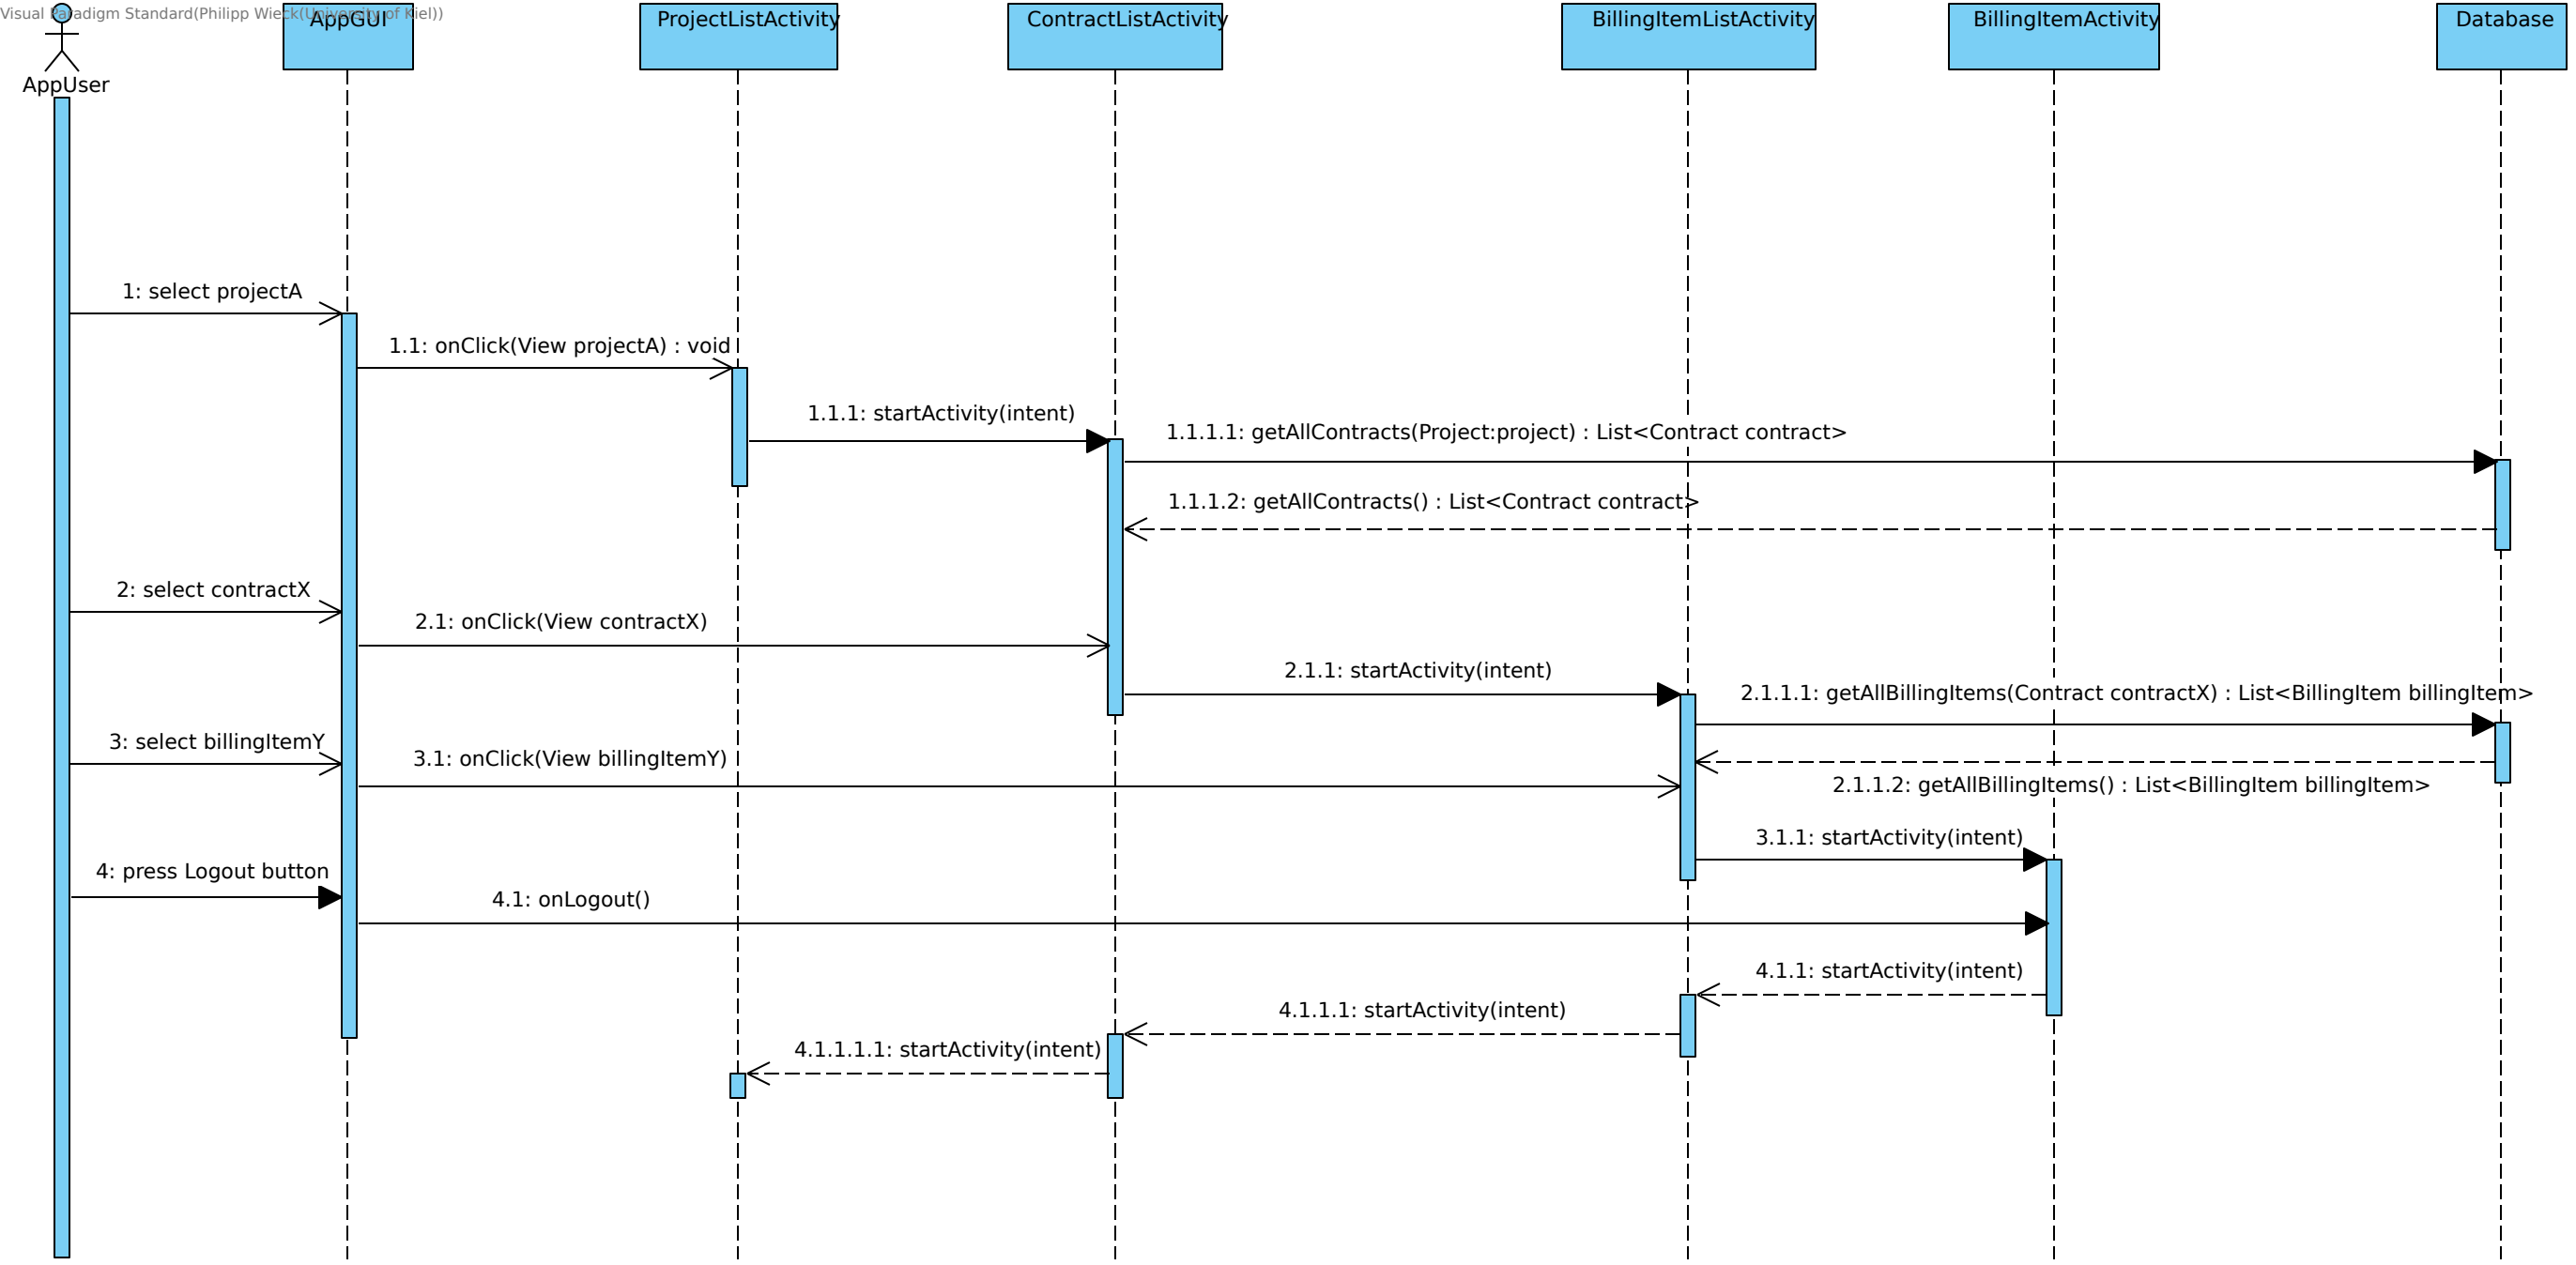 Visual Paradigm Standard(Philipp Wieck(University of Kiel))
AppUser
AppGUI
ProjectListActivity
ContractListActivity
BillingItemListActivity
BillingItemActivity
Database
1: select projectA
1.1: onClick(View projectA) : void
1.1.1: startActivity(intent)
1.1.1.1: getAllContracts(Project:project) : List<Contract contract>
1.1.1.2: getAllContracts() : List<Contract contract>
2: select contractX
2.1: onClick(View contractX)
2.1.1: startActivity(intent)
2.1.1.1: getAllBillingItems(Contract contractX) : List<BillingItem billingItem>
3: select billingItemY
3.1: onClick(View billingItemY)
2.1.1.2: getAllBillingItems() : List<BillingItem billingItem>
3.1.1: startActivity(intent)
4: press Logout button
4.1: onLogout()
4.1.1: startActivity(intent)
4.1.1.1: startActivity(intent)
4.1.1.1.1: startActivity(intent)